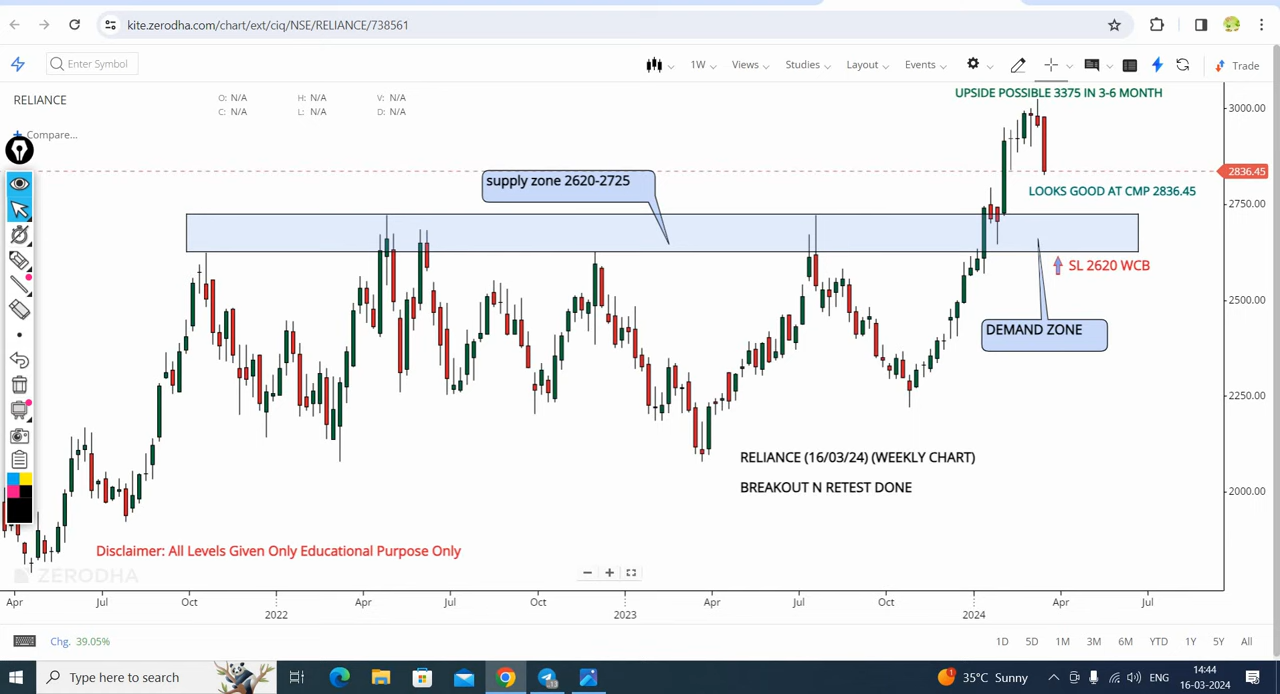 kite.zerodha.com/chart/ext/ciq/NSE/RELIANCE/738561
Enter Symbol
1W
Views
Studies
Layout
Events
Trade
RELIANCE
O: N/A H: N/A V: N/A
C: N/A L: N/A D: N/A
Compare...
UPSIDE POSSIBLE 3375 IN 3-6 MONTH
3000.00
2836.45
supply zone 2620-2725
LOOKS GOOD AT CMP 2836.45
2750.00
SL 2620 WCB
2500.00
DEMAND ZONE
2250.00
RELIANCE (16/03/24) (WEEKLY CHART)
BREAKOUT N RETEST DONE
2000.00
Disclaimer: All Levels Given Only Educational Purpose Only
ZERODHA
Apr Jul Oct 2022 Apr Jul Oct 2023 Apr Jul Oct 2024 Apr Jul
Chg. 39.05%
1D 5D 1M 3M 6M YTD 1Y 5Y All
Type here to search
35°C Sunny
ENG
14:44
16-03-2024